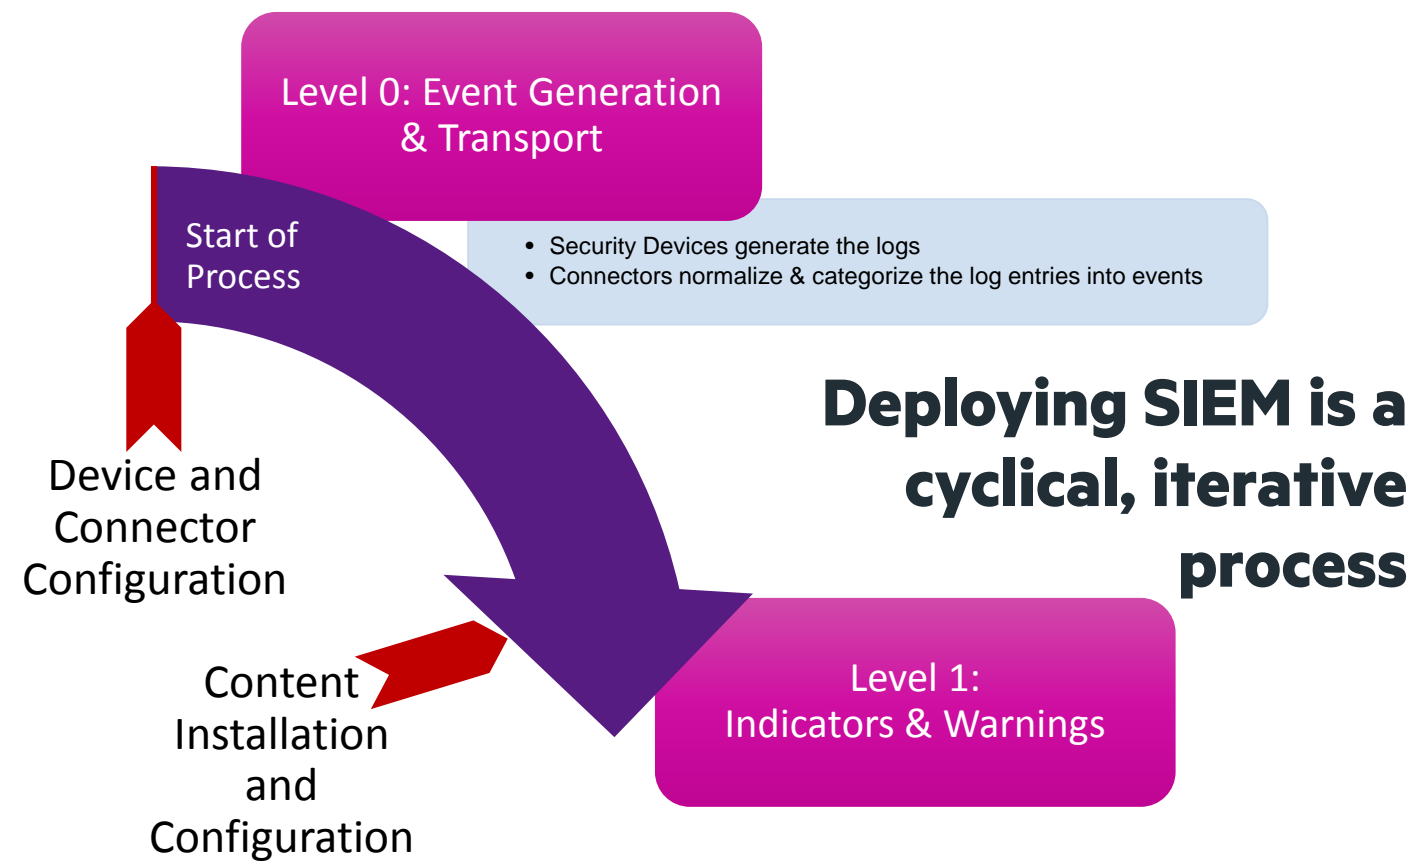 Level 0: Event Generation
& Transport
Start of
Process
• Security Devices generate the logs
• Connectors normalize & categorize the log entries into events
Deploying SIEM is a
cyclical, iterative
process
Device and
Connector
Configuration
Content
Installation
and
Configuration
Level 1:
Indicators & Warnings